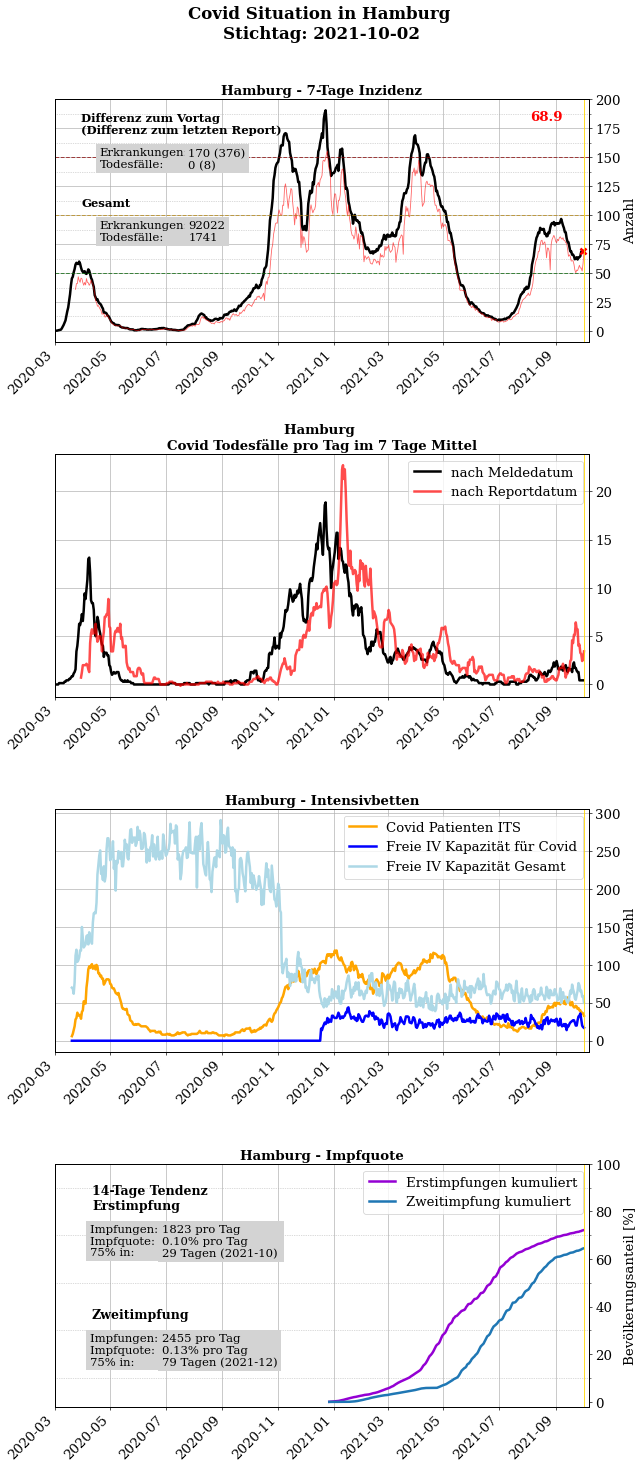 Covid Situation in Hamburg
Stichtag: 2021-10-02
Hamburg - 7-Tage Inzidenz
Differenz zum Vortag
(Differenz zum letzten Report)
Erkrankungen 170 (376)
Todesfälle: 0 (8)
Gesamt
Erkrankungen 92022
Todesfälle: 1741
68.9
200
175
150
125
100
75
50
25
0
Anzahl
2020-03
2020-05
2020-07
2020-09
2020-11
2021-01
2021-03
2021-05
2021-07
2021-09
Hamburg
Covid Todesfälle pro Tag im 7 Tage Mittel
nach Meldedatum
nach Reportdatum
20
15
10
5
0
2020-03
2020-05
2020-07
2020-09
2020-11
2021-01
2021-03
2021-05
2021-07
2021-09
Hamburg - Intensivbetten
Covid Patienten ITS
Freie IV Kapazität für Covid
Freie IV Kapazität Gesamt
300
250
200
150
100
50
0
Anzahl
2020-03
2020-05
2020-07
2020-09
2020-11
2021-01
2021-03
2021-05
2021-07
2021-09
Hamburg - Impfquote
14-Tage Tendenz
Erstimpfung
Impfungen: 1823 pro Tag
Impfquote: 0.10% pro Tag
75% in: 29 Tagen (2021-10)
Zweitimpfung
Impfungen: 2455 pro Tag
Impfquote: 0.13% pro Tag
75% in: 79 Tagen (2021-12)
Erstimpfungen kumuliert
Zweitimpfung kumuliert
100
80
60
40
20
0
Bevölkerungsanteil [%]
2020-03
2020-05
2020-07
2020-09
2020-11
2021-01
2021-03
2021-05
2021-07
2021-09